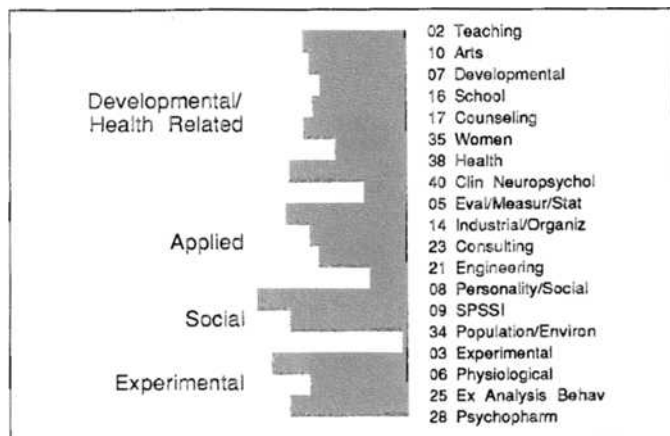 Developmental/
Health Related
Applied
Social
Experimental
02 Teaching
10 Arts
07 Developmental
16 School
17 Counseling
35 Women
38 Health
40 Clin Neuropsychol
05 Eval/Measur/Stat
14 Industrial/Organiz
23 Consulting
21 Engineering
08 Personality/Social
09 SPSSI
34 Population/Environ
03 Experimental
06 Physiological
25 Ex Analysis Behav
28 Psychopharm